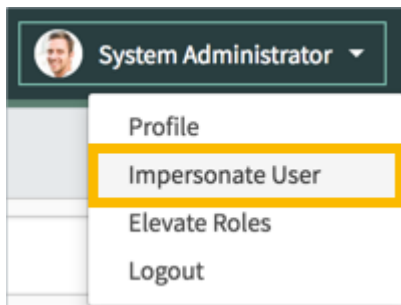 System Administrator
Profile
Impersonate User
Elevate Roles
Logout